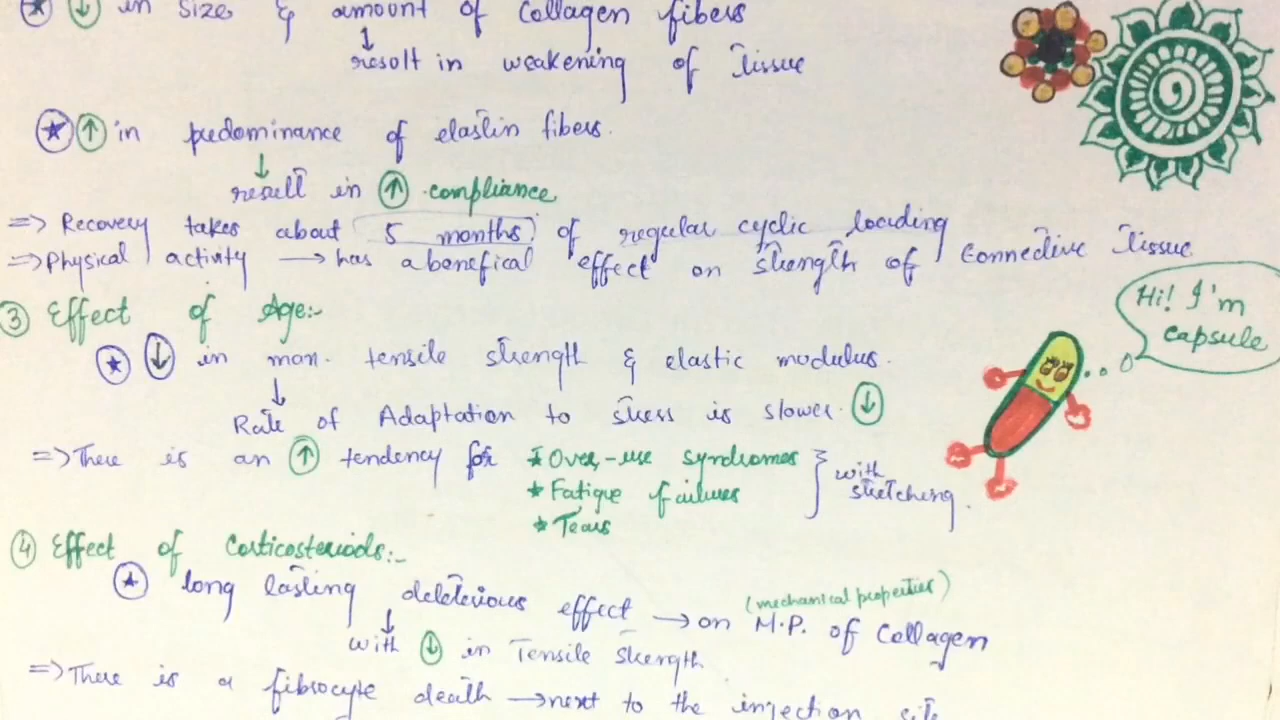 ★ ↓ in size & amount of collagen fibers
↓
result in weakening of Tissue
★ ↑ in predominance of elastin fibers.
↓
result in ↑ compliance
=> Recovery takes about 5 months of regular cyclic loading
=> Physical activity → has a benefical effect on strength of Connective Tissue
③ Effect of Age:-
★ ↓ in max. tensile strength & elastic modulus.
↓
Rate of Adaptation to stress is slower. ↓
=> There is an ↑ tendency for ★ Over-use syndromes
★ Fatigue failures
★ Tears
} with stretching.
Hi! I'm
capsule
④ Effect of Corticosteriods:-
★ long lasting deleterious effect → on M.P. of Collagen
(mechanical properties)
↓
with ↓ in Tensile strength
=> There is a fibrocyte death → next to the injection site